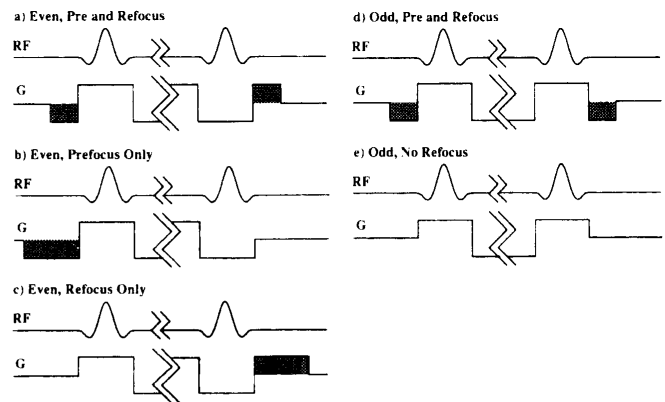 a) Even, Pre and Refocus
RF
G
b) Even, Prefocus Only
RF
G
c) Even, Refocus Only
RF
G
d) Odd, Pre and Refocus
RF
G
e) Odd, No Refocus
RF
G